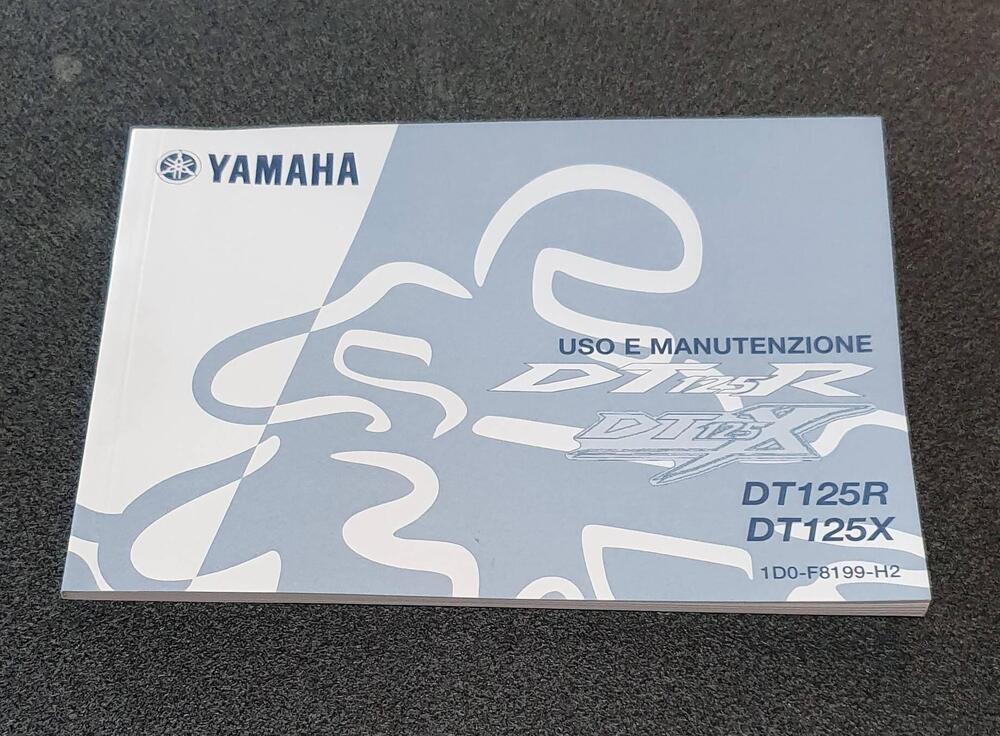 YAMAHA
USO E MANUTENZIONE
DT125R
DT125X
DT125R
DT125X
1D0-F8199-H2